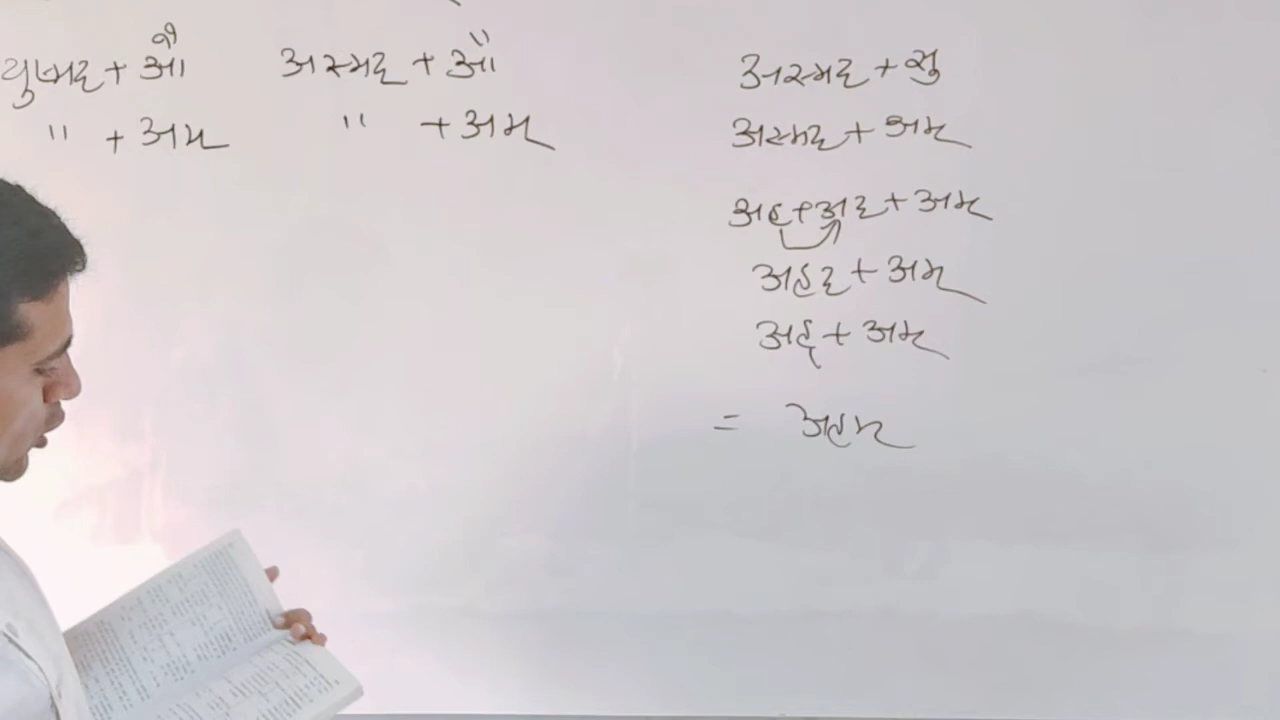 युष्मद् + औ
" + अम्
अस्मद् + औ
" + अम्
अस्मद् + सु
अस्मद् + अम्
अह + अद् + अम्
अहद् + अम्
अह् + अम्
= अहम्